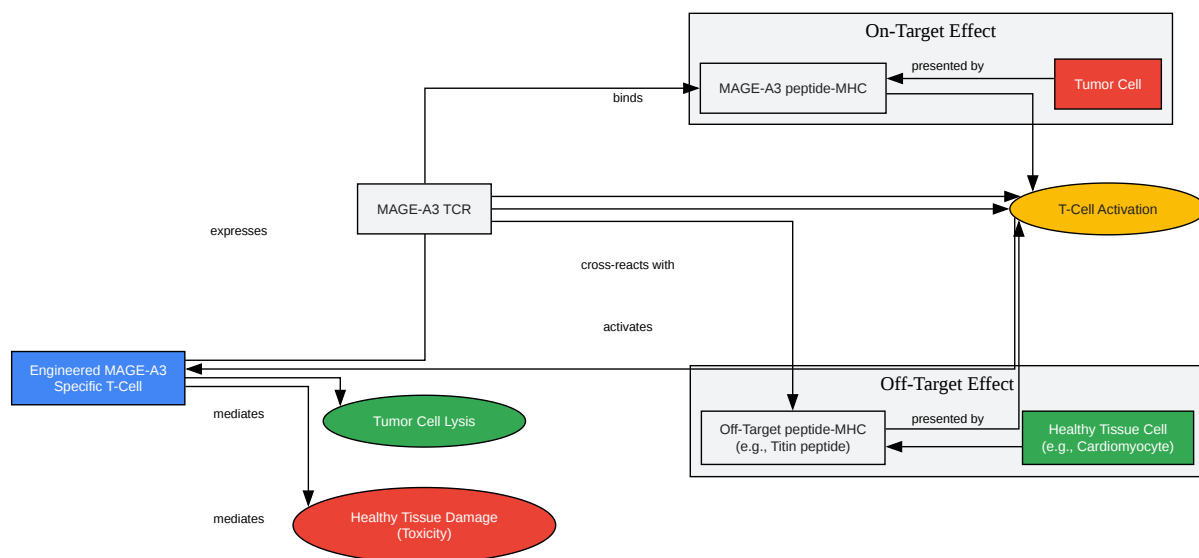 On-Target Effect
presented by
MAGE-A3 peptide-MHC
Tumor Cell
binds
MAGE-A3 TCR
T-Cell Activation
expresses
cross-reacts with
activates
Engineered MAGE-A3
Specific T-Cell
Off-Target Effect
mediates
Tumor Cell Lysis
presented by
Off-Target peptide-MHC
(e.g., Titin peptide)
Healthy Tissue Cell
(e.g., Cardiomyocyte)
mediates
Healthy Tissue Damage
(Toxicity)